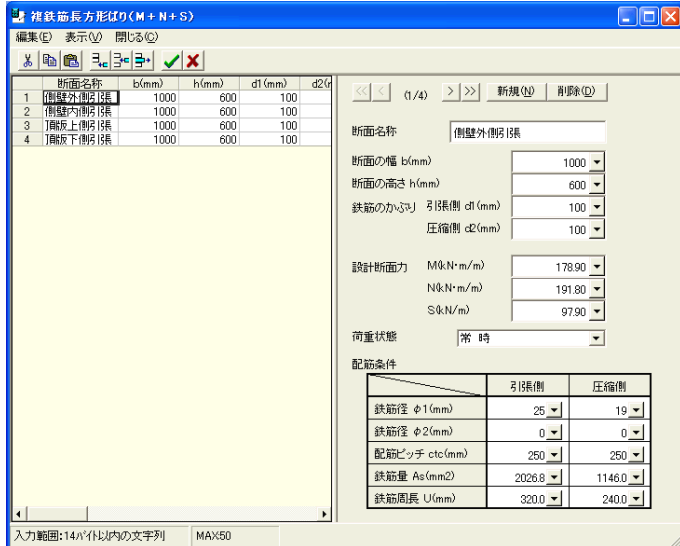 複鉄筋長方形ばり(M+N+S)
編集(E) 表示(V) 閉じる(C)
断面名称 b(mm) h(mm) d1(mm) d2(r
1 側壁外側引張 1000 600 100
2 側壁内側引張 1000 600 100
3 頂版上側引張 1000 600 100
4 頂版下側引張 1000 600 100
<< < (1/4) > >> 新規(N) 削除(D)
断面名称 側壁外側引張
断面の幅 b(mm) 1000
断面の高さ h(mm) 600
鉄筋のかぶり 引張側 d1(mm) 100
圧縮側 d2(mm) 100
設計断面力 M(kN・m/m) 178.90
N(kN・m/m) 191.80
S(kN/m) 97.90
荷重状態 常 時
配筋条件
引張側 圧縮側
鉄筋径 φ1(mm) 25 19
鉄筋径 φ2(mm) 0 0
配筋ピッチ ctc(mm) 250 250
鉄筋量 As(mm2) 2026.8 1146.0
鉄筋周長 U(mm) 320.0 240.0
入力範囲:14バイト以内の文字列 MAX50